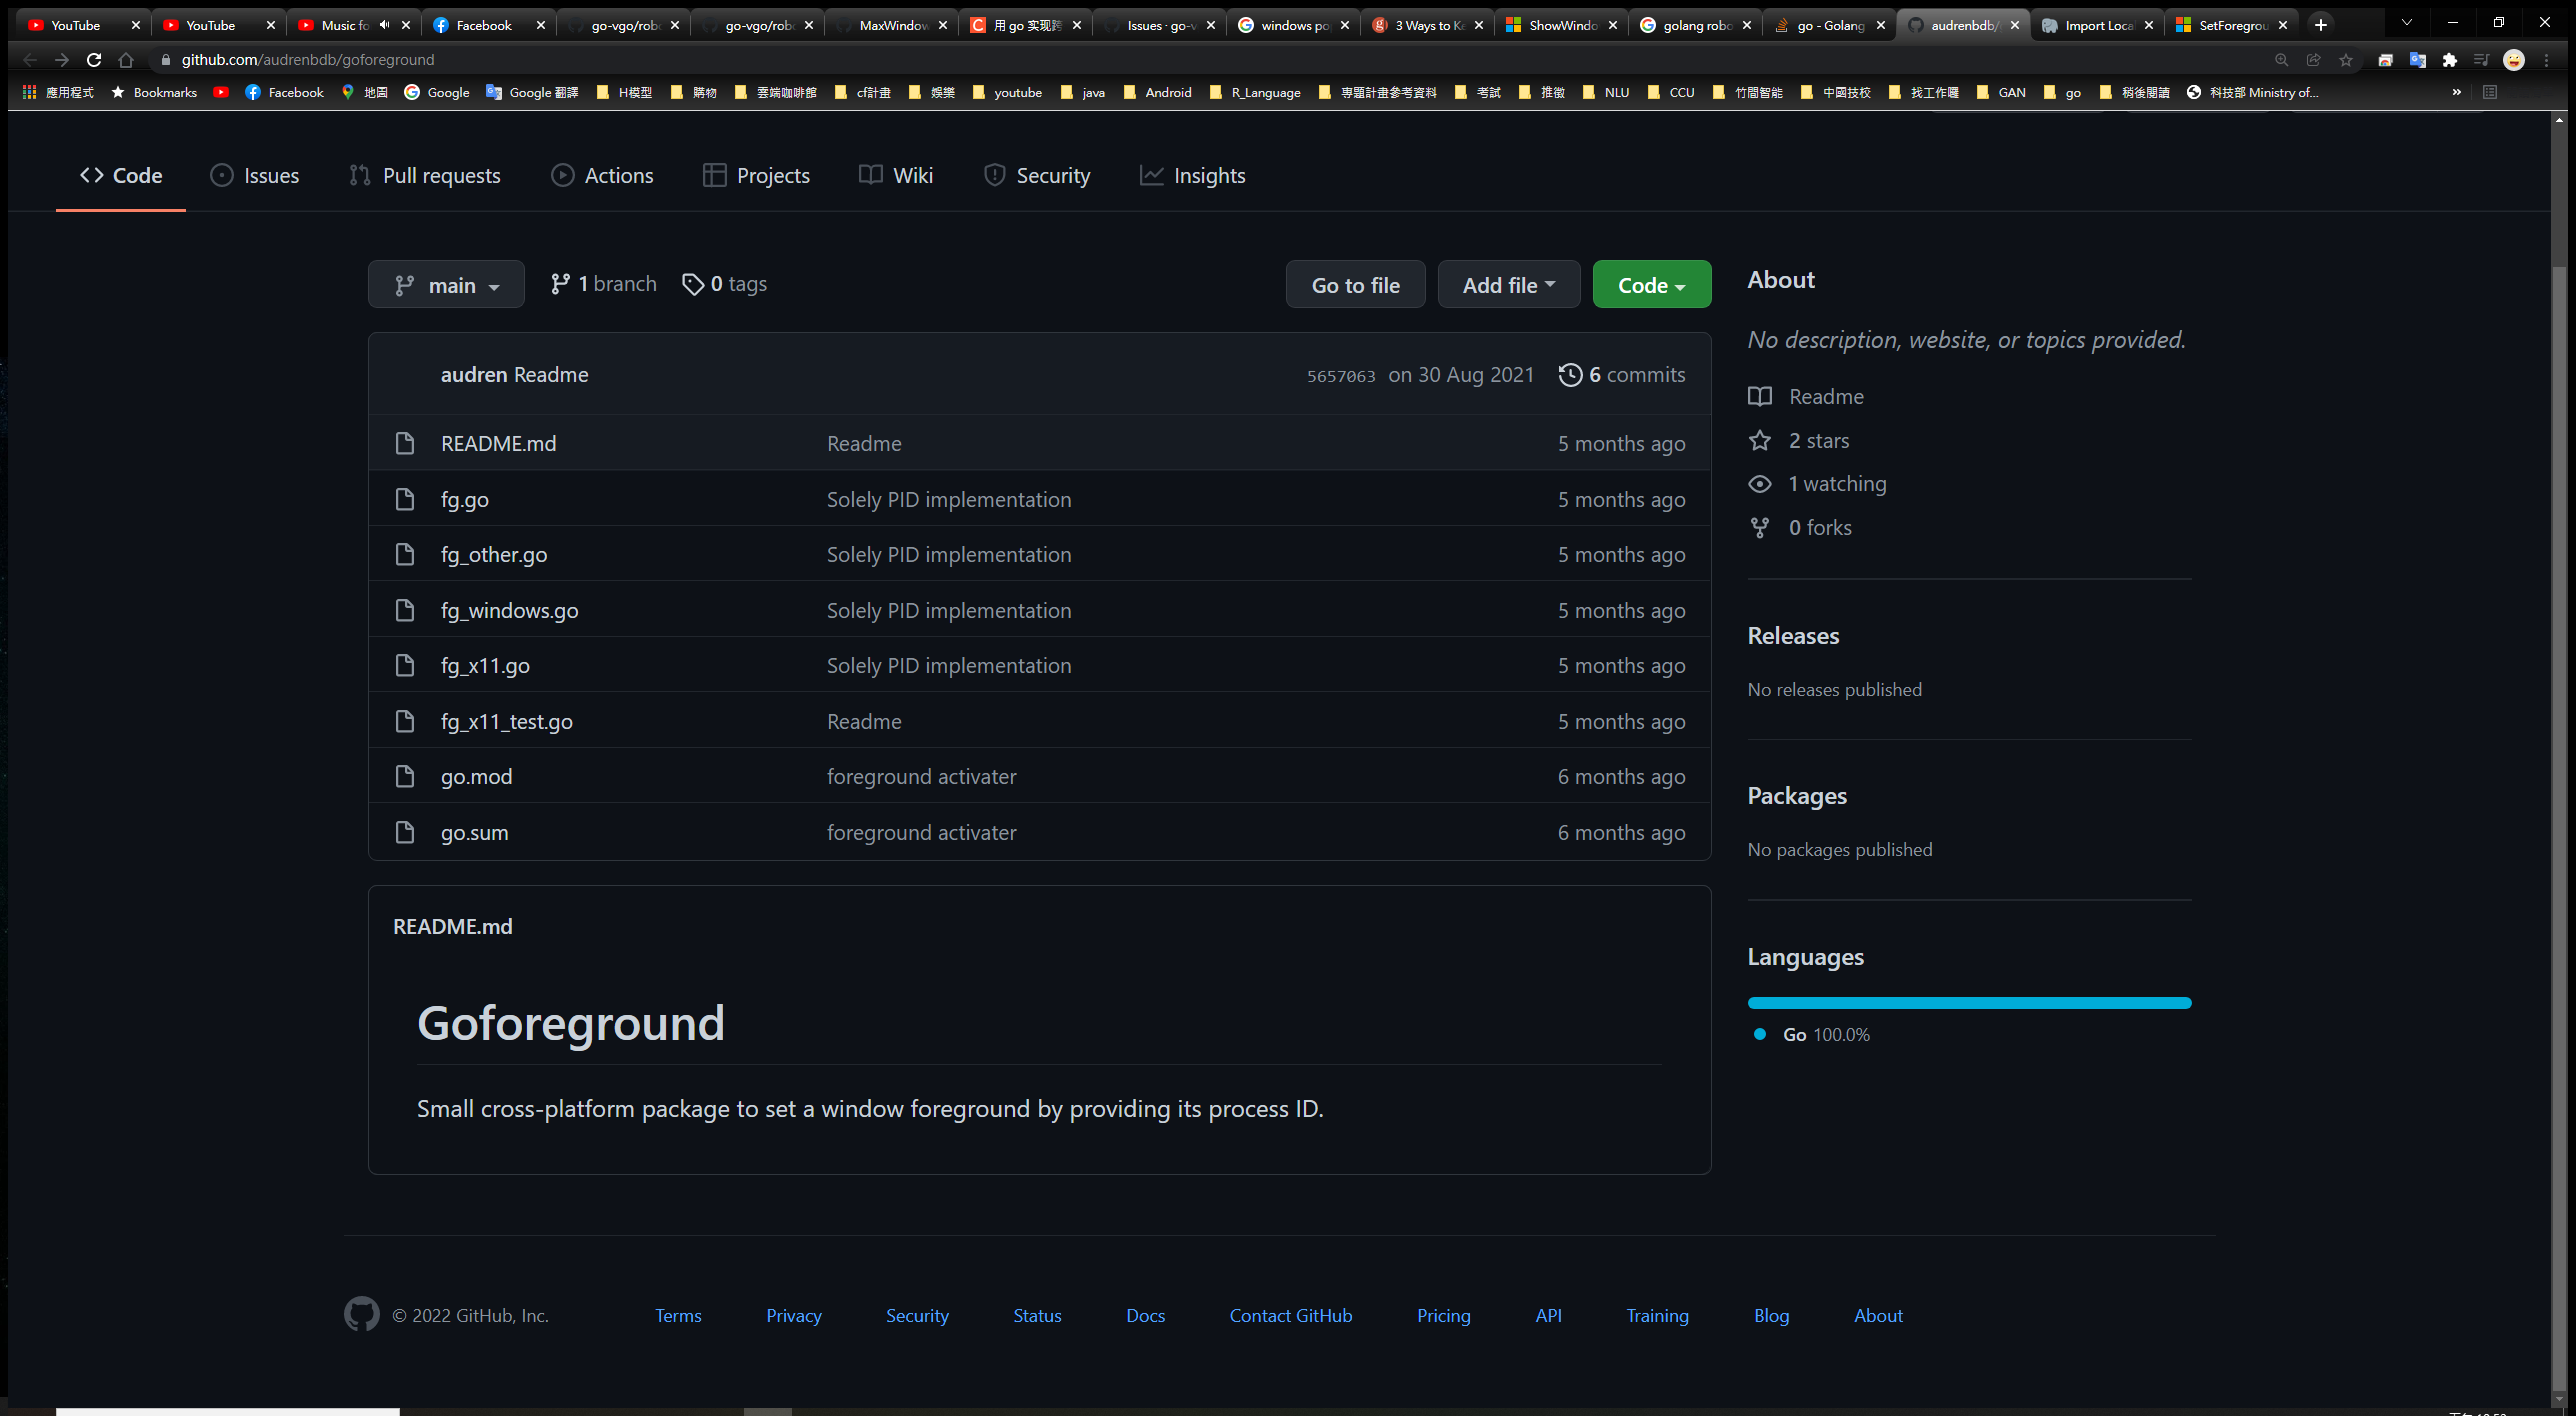 YouTube YouTube Music fo Facebook go-vgo/robo go-vgo/robo MaxWindow 用 go 实现跨 Issues · go-v windows po 3 Ways to Ke ShowWindo golang robo go - Golang audrenbdb/ Import Loca SetForegrou
github.com/audrenbdb/goforeground
應用程式 Bookmarks Facebook 地圖 Google Google 翻譯 H模型 購物 雲端咖啡館 cf計畫 娛樂 youtube java Android R_Language 專題計畫參考資料 考試 推徵 NLU CCU 竹間智能 中國技校 找工作囉 GAN go 稍後閱讀 科技部 Ministry of... »
Code Issues Pull requests Actions Projects Wiki Security Insights
main 1 branch 0 tags Go to file Add file Code
audren Readme 5657063 on 30 Aug 2021 6 commits
README.md Readme 5 months ago
fg.go Solely PID implementation 5 months ago
fg_other.go Solely PID implementation 5 months ago
fg_windows.go Solely PID implementation 5 months ago
fg_x11.go Solely PID implementation 5 months ago
fg_x11_test.go Readme 5 months ago
go.mod foreground activater 6 months ago
go.sum foreground activater 6 months ago
README.md
Goforeground
Small cross-platform package to set a window foreground by providing its process ID.
About
No description, website, or topics provided.
Readme
2 stars
1 watching
0 forks
Releases
No releases published
Packages
No packages published
Languages
Go 100.0%
© 2022 GitHub, Inc. Terms Privacy Security Status Docs Contact GitHub Pricing API Training Blog About